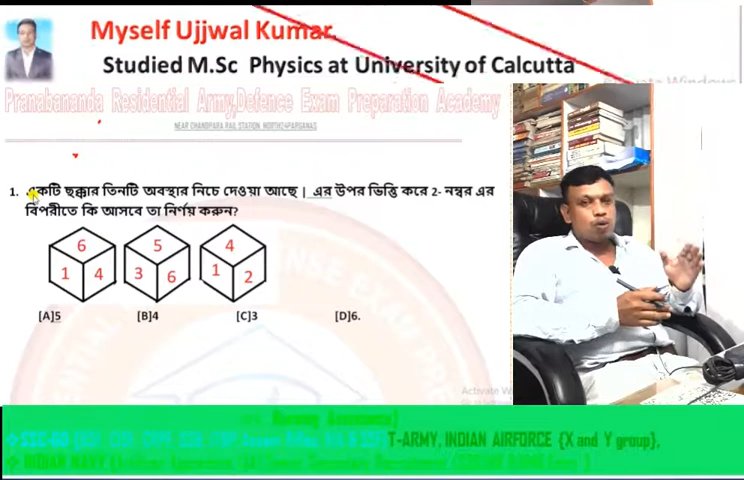 Myself Ujjwal Kumar.
Studied M.Sc Physics at University of Calcutta
Pranabananda Residential Army,Defence Exam Preparation Academy
NEAR CHANDPARA RAIL STATION NORTH24PARGANAS
1. একটি ছক্কার তিনটি অবস্থার নিচে দেওয়া আছে | এর উপর ভিত্তি করে 2- নম্বর এর
বিপরীতে কি আসবে তা নির্ণয় করুন?
6 5 4
1 4 3 6 1 2
[A]5 [B]4 [C]3 [D]6.
T-ARMY, INDIAN AIRFORCE {X and Y group),
INDIAN NAVY